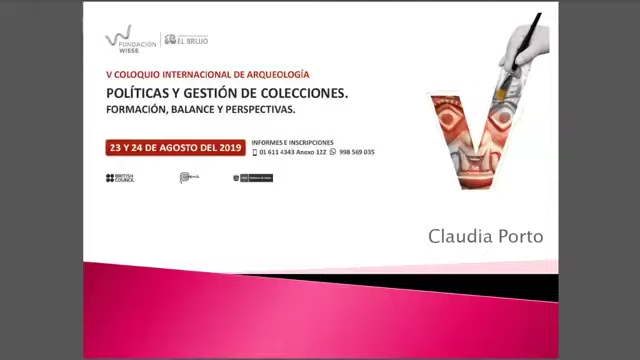 FUNDACIÓN
WIESE
EL BRUJO
V COLOQUIO INTERNACIONAL DE ARQUEOLOGÍA
POLÍTICAS Y GESTIÓN DE COLECCIONES.
FORMACIÓN, BALANCE Y PERSPECTIVAS.
23 Y 24 DE AGOSTO DEL 2019
INFORMES E INSCRIPCIONES
01 611 4343 Anexo 122 998 569 035
BRITISH
COUNCIL
V
Claudia Porto